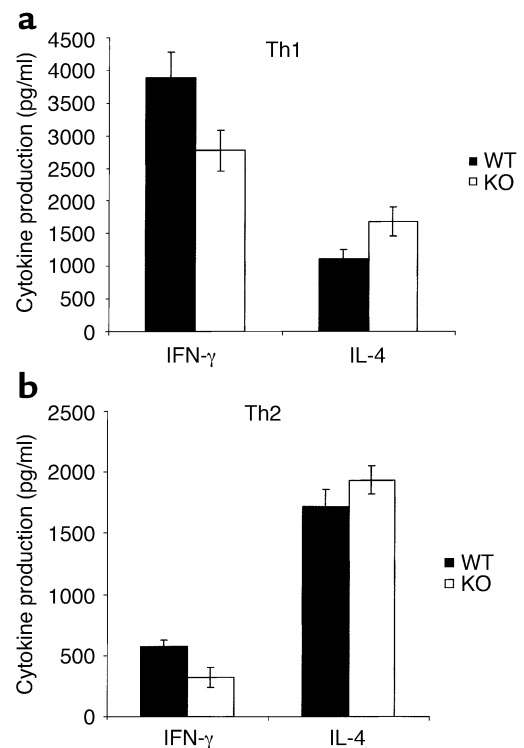 a
Th1
Cytokine production (pg/ml)
4500
4000
3500
3000
2500
2000
1500
1000
500
0
WT
KO
IFN-γ
IL-4
b
Th2
Cytokine production (pg/ml)
2500
2000
1500
1000
500
0
WT
KO
IFN-γ
IL-4